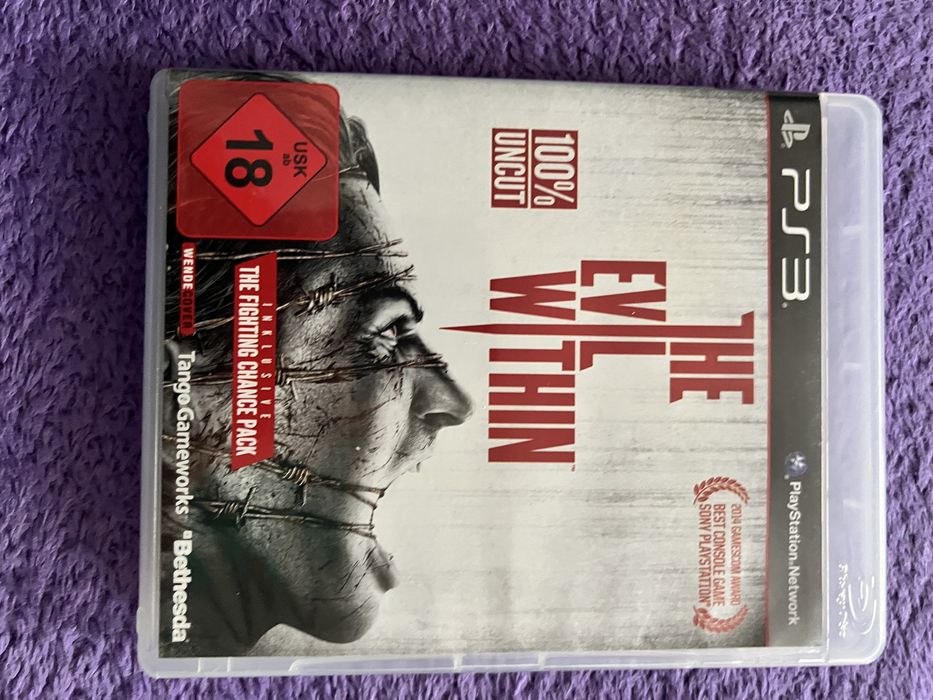 PS3
PlayStation®Network
THE
EVIL
WITHIN™
100%
UNCUT
2014 GAMESCOM AWARD
BEST CONSOLE GAME
SONY PLAYSTATION®
INKLUSIVE
THE FIGHTING CHANCE PACK
USK
ab
18
WENDECOVER
Tango Gameworks
Bethesda